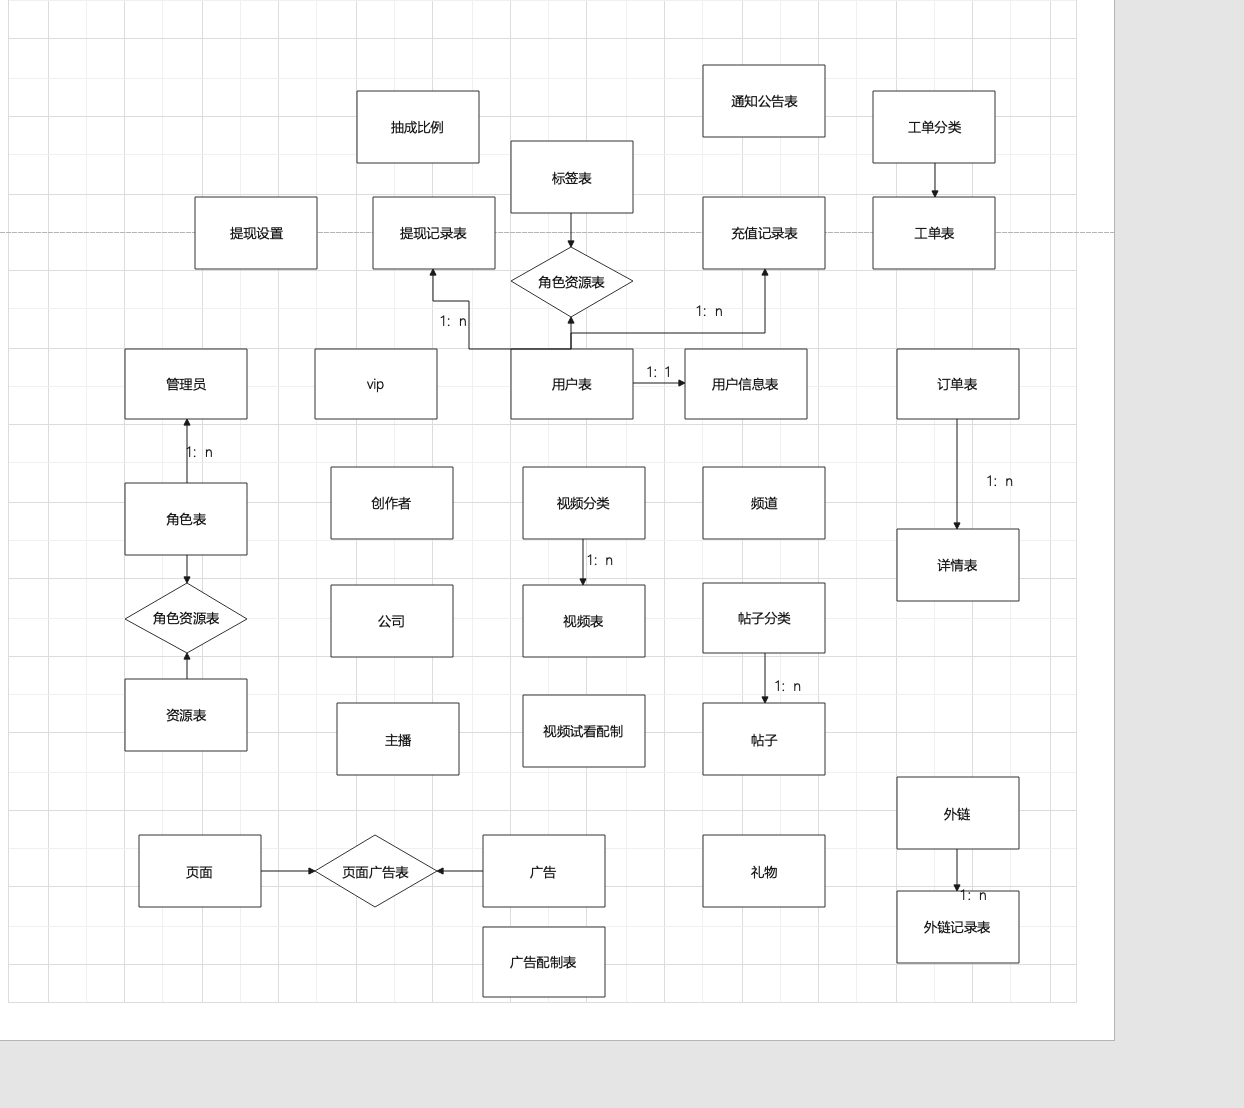 通知公告表
抽成比例
工单分类
标签表
提现设置
提现记录表
充值记录表
工单表
角色资源表
1: n
1: n
管理员
vip
用户表
1: 1
用户信息表
订单表
1: n
1: n
创作者
视频分类
频道
角色表
1: n
详情表
角色资源表
公司
视频表
帖子分类
1: n
资源表
主播
视频试看配制
帖子
外链
页面
页面广告表
广告
礼物
1: n
外链记录表
广告配制表